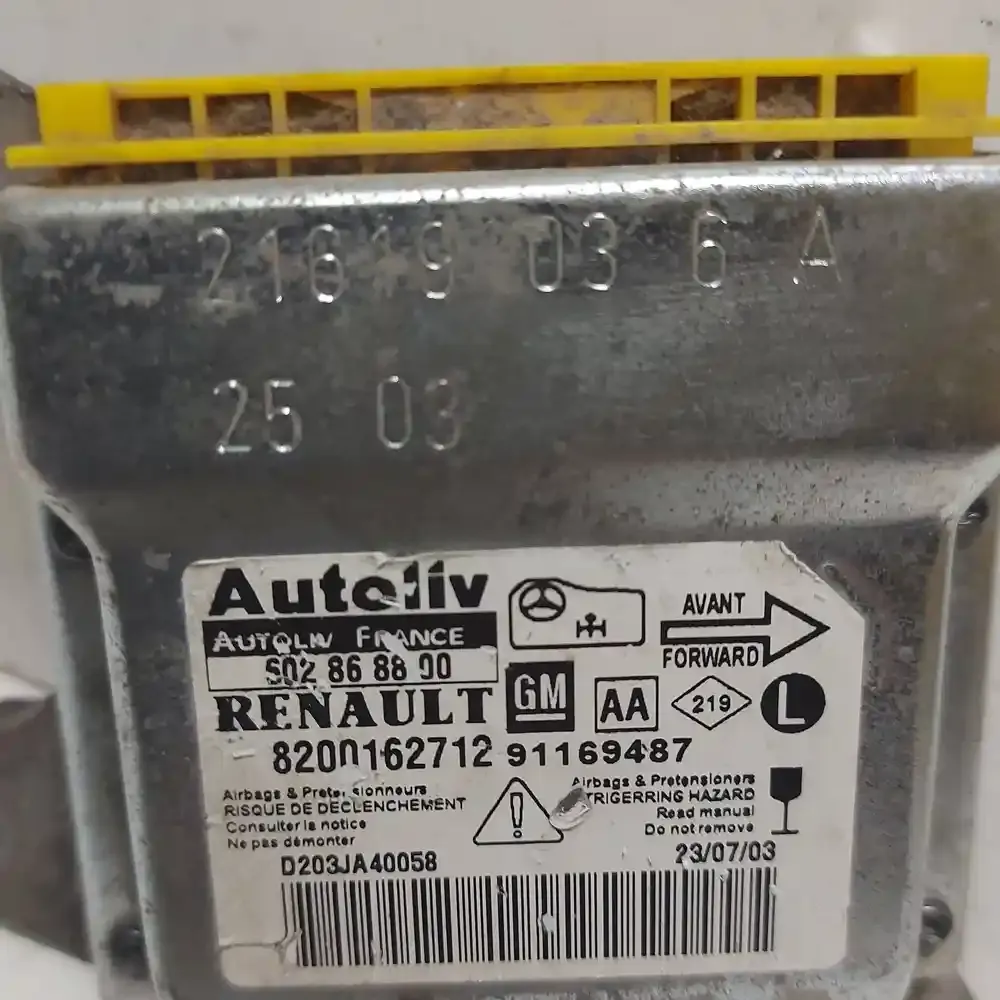 21619 03 6 A
25 03
Autoliv
AUTOLIV FRANCE
602 86 88 00
RENAULT
GM
AA
219
L
AVANT
FORWARD
8200162712 91169487
Airbags & Pretensionneurs
RISQUE DE DECLENCHEMENT
Consulter la notice
Ne pas démonter
Airbags & Pretensioners
TRIGERRING HAZARD
Read manual
Do not remove
D203JA40058
23/07/03